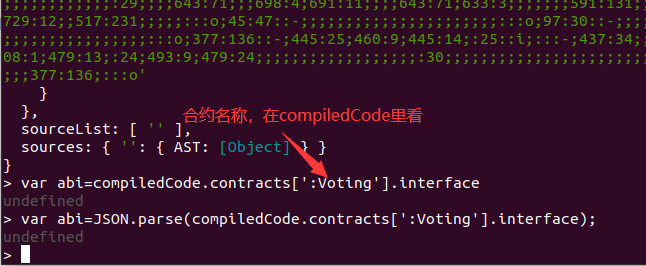 ;;;;;;;;;;;;;;:29;;;;643:71;;;698:4;691:11;;;;643:71;633:3;;;;;;;591:131;
729:12;;517:231;;;;;:::o;45:47::-;;;;;;;;;;;;;;;;;;;;;;;:::o;97:30::-;;;;;
;;;;;;;;;;;;;;;;;:::o;377:136::-;445:25;460:9;445:14;;:25::i;:::-;437:34;
08:1;479:13;:24;493:9;479:24;;;;;;;;;;;;;;;;;;:30;;;;;;;;;;;;;;;;;;;;;;
;;;377:136;:::o'
}
},
合约名称，在compiledCode里看
sourceList: [ '' ],
sources: { '': { AST: [Object] } }
}
> var abi=compiledCode.contracts[':Voting'].interface
undefined
> var abi=JSON.parse(compiledCode.contracts[':Voting'].interface);
undefined
>